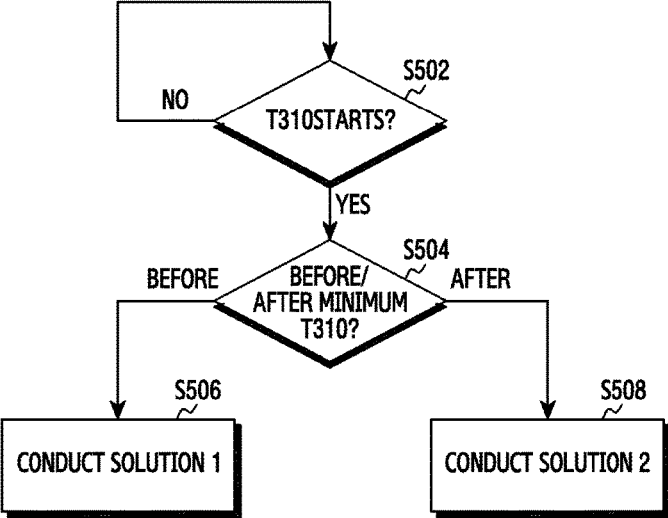 S502
NO
T310STARTS?
YES
S504
BEFORE
BEFORE/
AFTER MINIMUM
T310?
AFTER
S506
S508
CONDUCT SOLUTION 1
CONDUCT SOLUTION 2